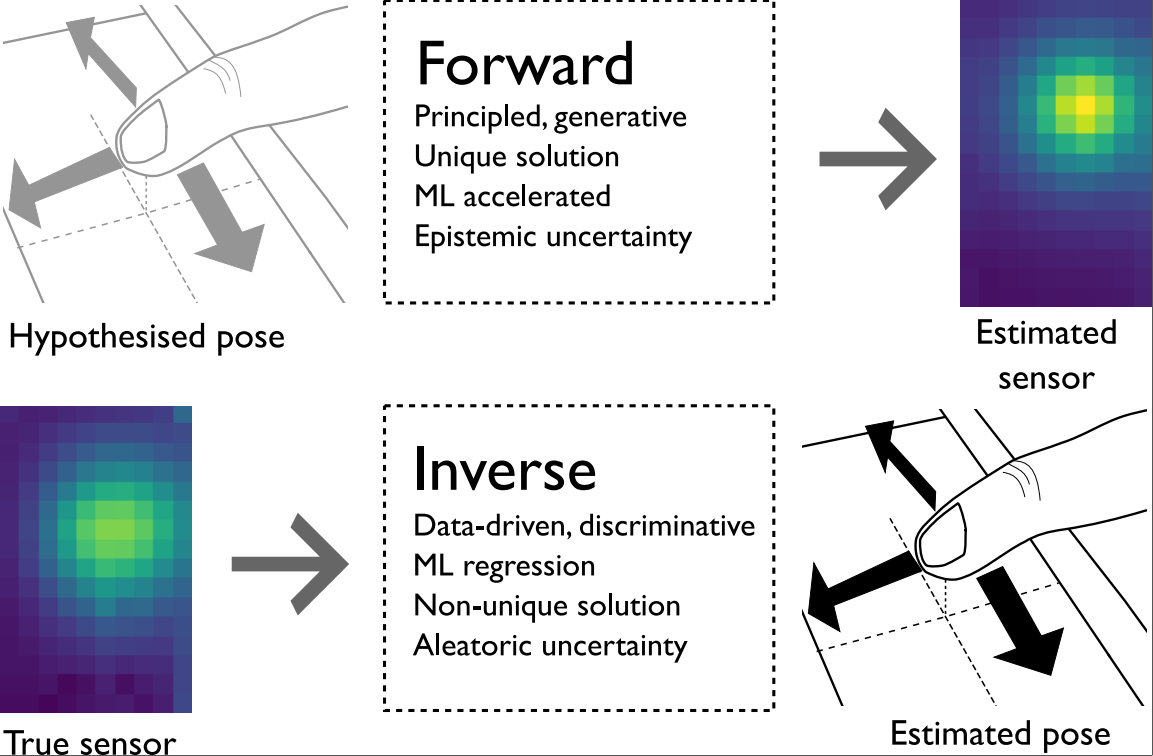 Forward
Principled, generative
Unique solution
ML accelerated
Epistemic uncertainty
Hypothesised pose
Estimated
sensor
Inverse
Data-driven, discriminative
ML regression
Non-unique solution
Aleatoric uncertainty
True sensor
Estimated pose